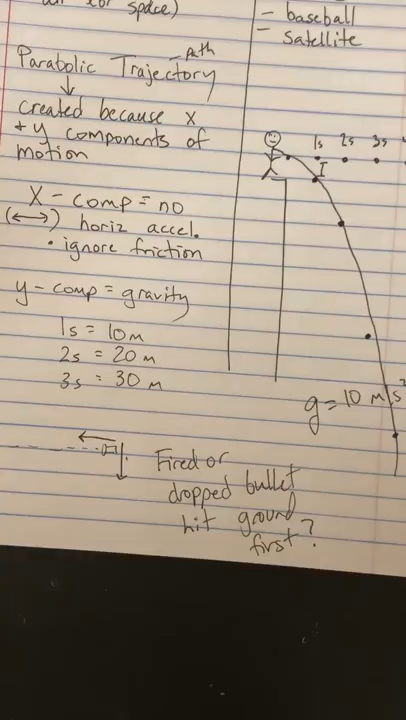 space)
- baseball
- satellite
- Path
Parabolic Trajectory
created because x
+ y components of
motion
X - comp = no
(↔) horiz accel.
• ignore friction
y - comp = gravity
1s = 10m
2s = 20 m
3s = 30 m
1s 2s 3s
I
g = 10 m/s²
Fired or
dropped bullet
hit ground
first?